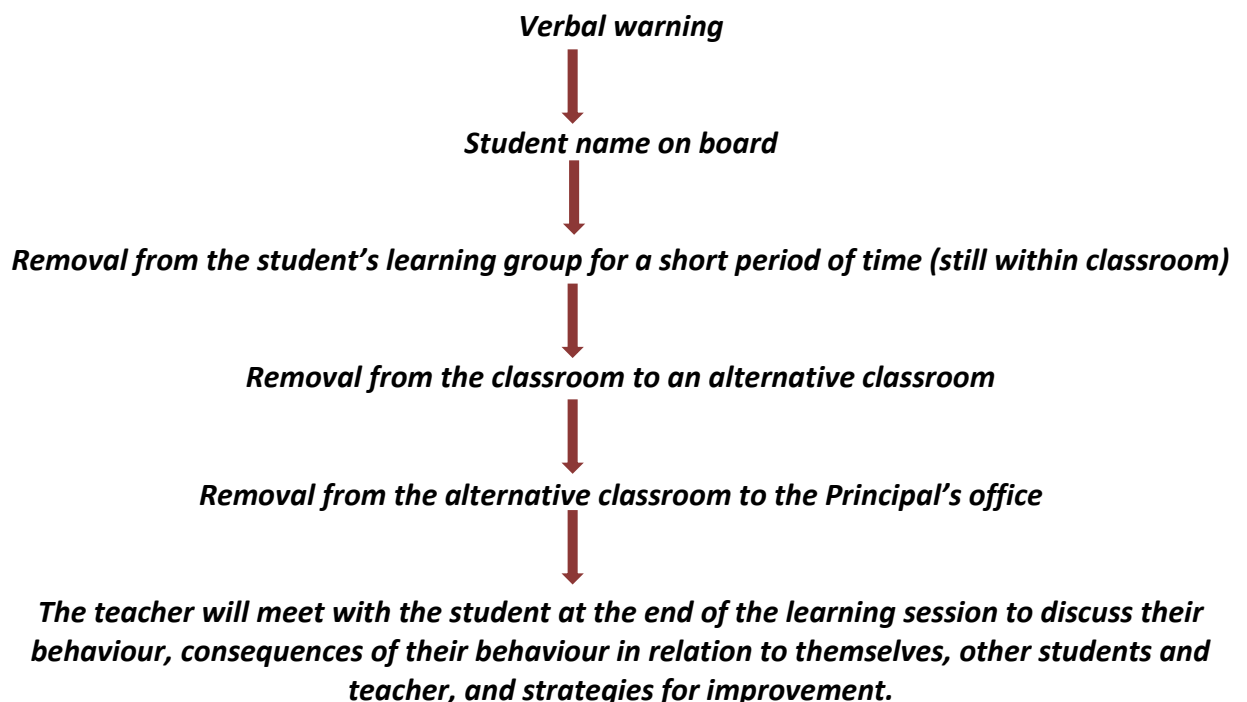 Verbal warning
Student name on board
Removal from the student’s learning group for a short period of time (still within classroom)
Removal from the classroom to an alternative classroom
Removal from the alternative classroom to the Principal’s office
The teacher will meet with the student at the end of the learning session to discuss their
behaviour, consequences of their behaviour in relation to themselves, other students and
teacher, and strategies for improvement.